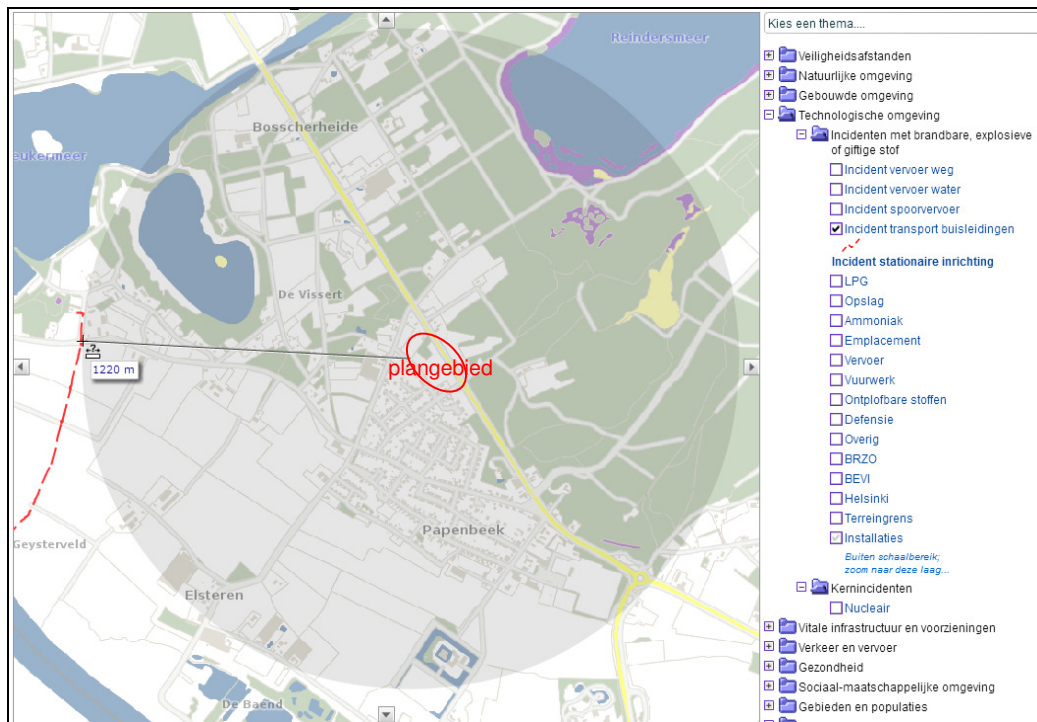 Reindersmeer
Bosscherheide
eukermeer
De Vissert
1220 m
plangebied
Papenbeek
Geysterveld
Elsteren
De Baend
Kies een thema....
Veiligheidsafstanden
Natuurlijke omgeving
Gebouwde omgeving
Technologische omgeving
Incidenten met brandbare, explosieve
of giftige stof
Incident vervoer weg
Incident vervoer water
Incident spoorvervoer
Incident transport buisleidingen
Incident stationaire inrichting
LPG
Opslag
Ammoniak
Emplacement
Vervoer
Vuurwerk
Ontplofbare stoffen
Defensie
Overig
BRZO
BEVI
Helsinki
Terreingrens
Installaties
Buiten schaalbereik;
zoom naar deze laag...
Kernincidenten
Nucleair
Vitale infrastructuur en voorzieningen
Verkeer en vervoer
Gezondheid
Sociaal-maatschappelijke omgeving
Gebieden en populaties